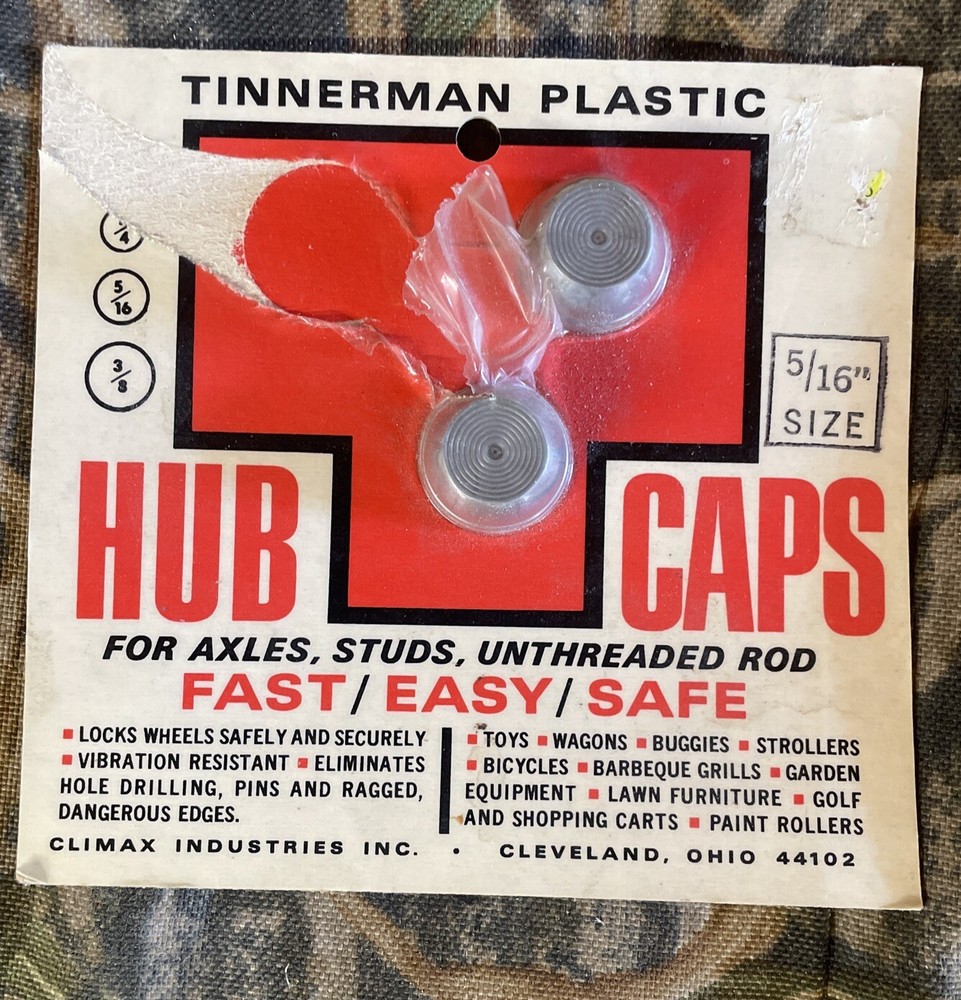 TINNERMAN PLASTIC
1/4
5/16
3/8
5/16"
SIZE
HUB CAPS
FOR AXLES, STUDS, UNTHREADED ROD
FAST/EASY/SAFE
▪ LOCKS WHEELS SAFELY AND SECURELY
▪ VIBRATION RESISTANT ▪ ELIMINATES
HOLE DRILLING, PINS AND RAGGED,
DANGEROUS EDGES.
▪ TOYS ▪ WAGONS ▪ BUGGIES ▪ STROLLERS
▪ BICYCLES ▪ BARBEQUE GRILLS ▪ GARDEN
EQUIPMENT ▪ LAWN FURNITURE ▪ GOLF
AND SHOPPING CARTS ▪ PAINT ROLLERS
CLIMAX INDUSTRIES INC. • CLEVELAND, OHIO 44102